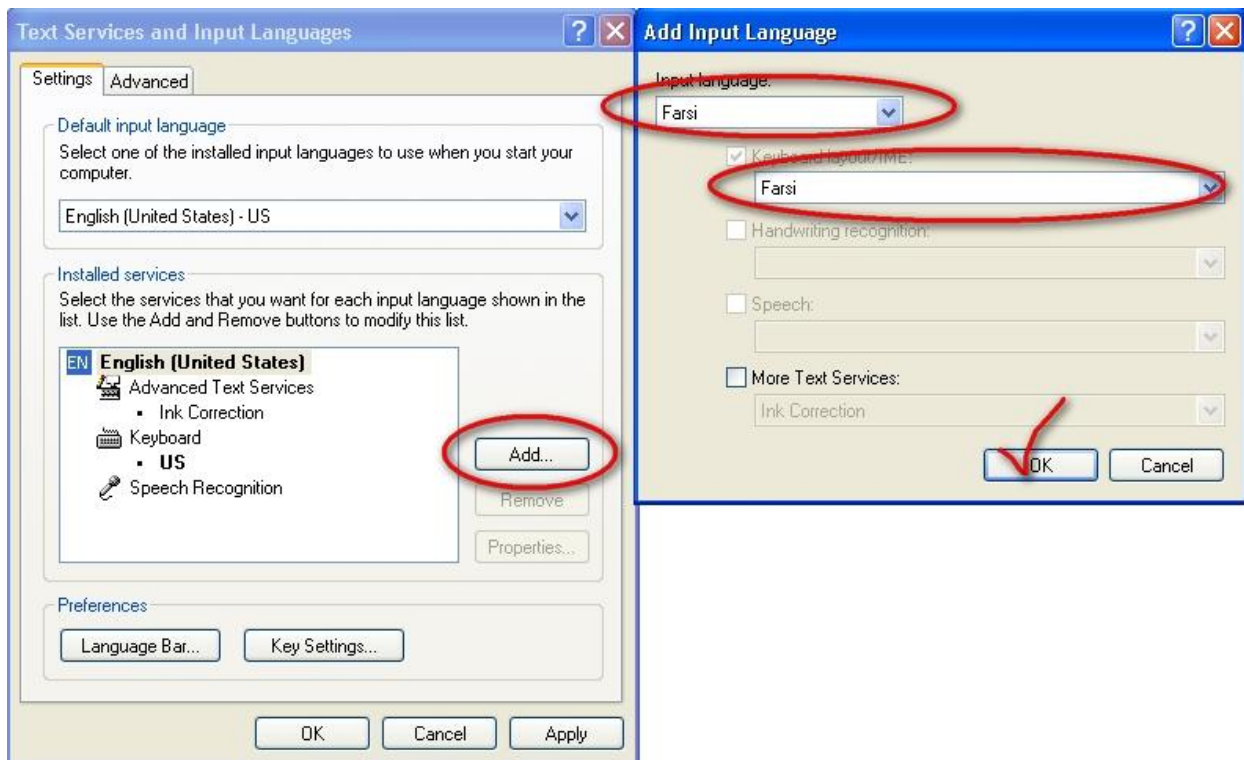 Text Services and Input Languages
Settings
Advanced
Default input language
Select one of the installed input languages to use when you start your
computer.
English (United States) - US
Installed services
Select the services that you want for each input language shown in the
list. Use the Add and Remove buttons to modify this list.
EN English (United States)
Advanced Text Services
Ink Correction
Keyboard
US
Speech Recognition
Add...
Remove
Properties...
Preferences
Language Bar...
Key Settings...
OK
Cancel
Apply
Add Input Language
Input language:
Farsi
Keyboard layout/IME:
Farsi
Handwriting recognition:
Speech:
More Text Services:
Ink Correction
OK
Cancel